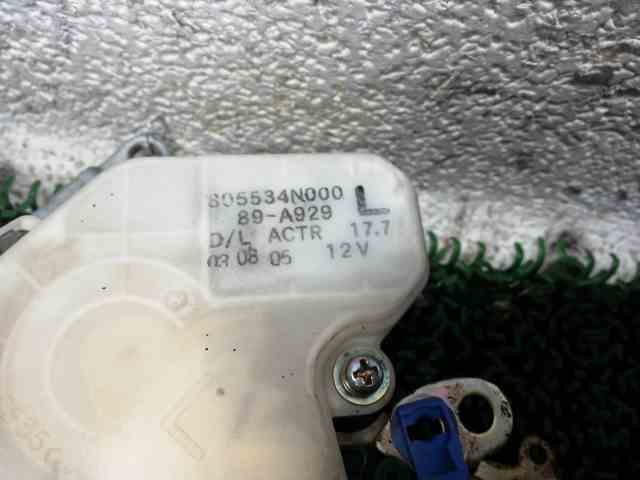 805534N000 L
89-A929
D/L ACTR 17.7
03 08 05 12V
L